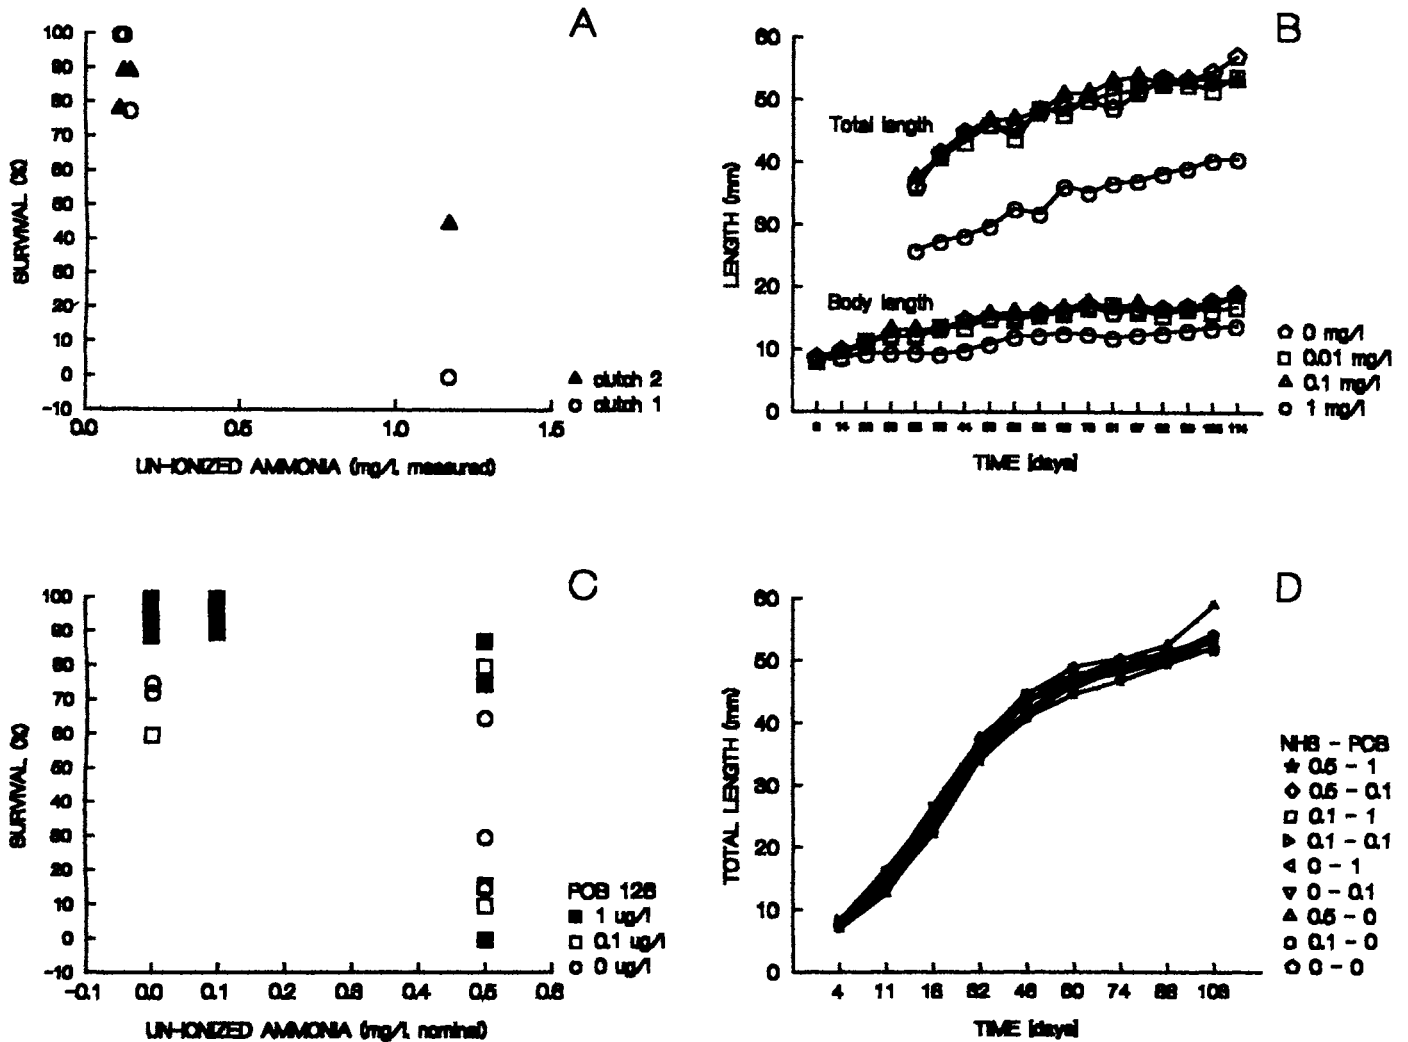 A
100
90
80
70
60
50
40
30
20
10
0
-10
SURVIVAL (%)
0.0 0.5 1.0 1.5
UN-IONIZED AMMONIA (mg/l, measured)
▲ clutch 2
○ clutch 1
B
60
50
40
30
20
10
0
LENGTH (mm)
Total length
Body length
TIME [days]
0 mg/l
0.01 mg/l
0.1 mg/l
1 mg/l
C
100
90
80
70
60
50
40
30
20
10
0
-10
SURVIVAL (%)
-0.1 0.0 0.1 0.2 0.3 0.4 0.5 0.6
UN-IONIZED AMMONIA (mg/l, nominal)
PCB 126
■ 1 ug/l
□ 0.1 ug/l
○ 0 ug/l
D
60
50
40
30
20
10
0
TOTAL LENGTH (mm)
4 11 18 32 46 60 74 88
TIME [days]
NH3 - PCB
0.5 - 1
0.5 - 0.1
0.1 - 1
0.1 - 0.1
0 - 1
0 - 0.1
0.5 - 0
0.1 - 0
0 - 0